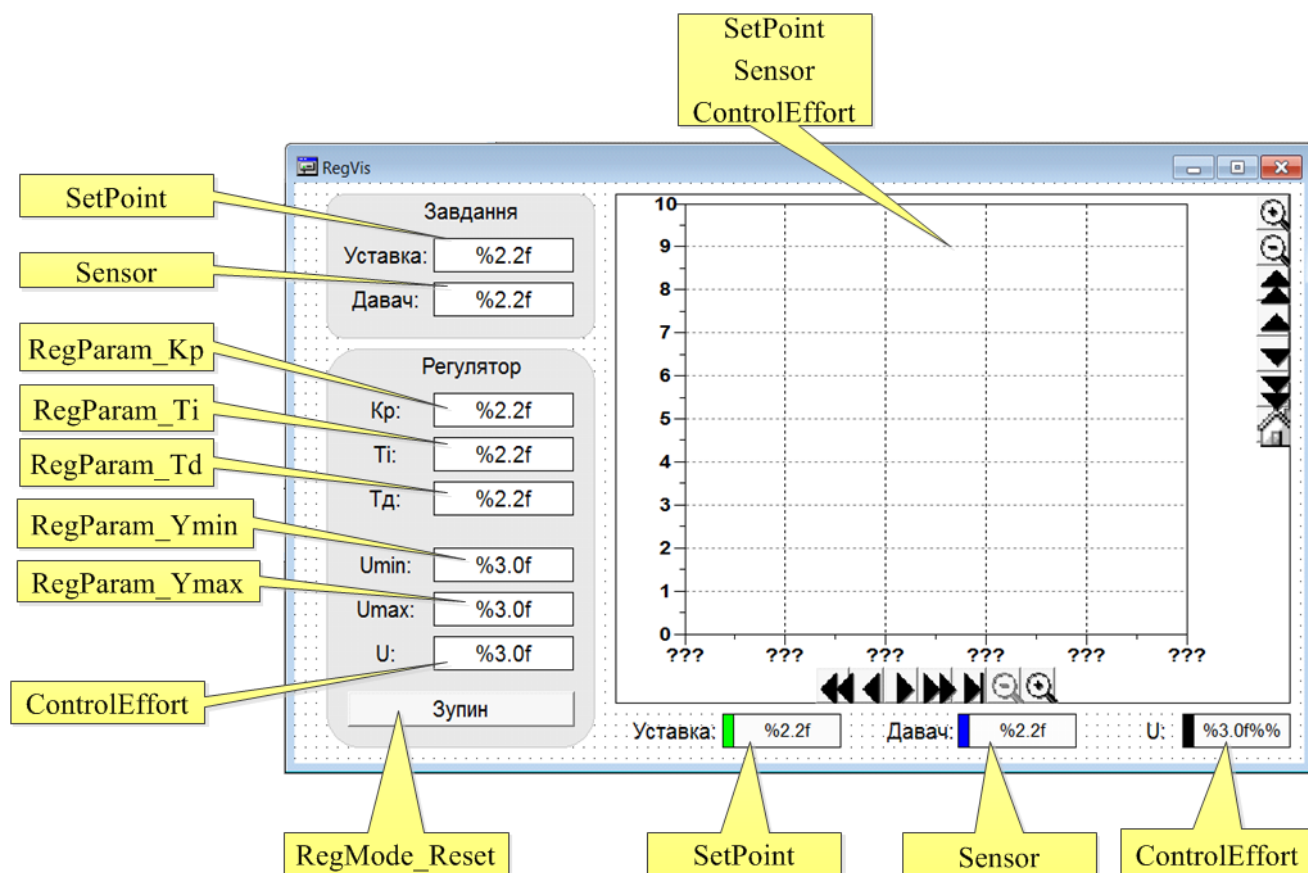 SetPoint
Sensor
ControlEffort
RegVis
SetPoint
Sensor
RegParam_Kp
RegParam_Ti
RegParam_Td
RegParam_Ymin
RegParam_Ymax
ControlEffort
Завдання
Уставка: %2.2f
Давач: %2.2f
Регулятор
Кр: %2.2f
Ti: %2.2f
Тд: %2.2f
Umin: %3.0f
Umax: %3.0f
U: %3.0f
Зупин
10
9
8
7
6
5
4
3
2
1
0
??? ??? ??? ??? ??? ???
Уставка: %2.2f Давач: %2.2f U: %3.0f%%
RegMode_Reset
SetPoint
Sensor
ControlEffort